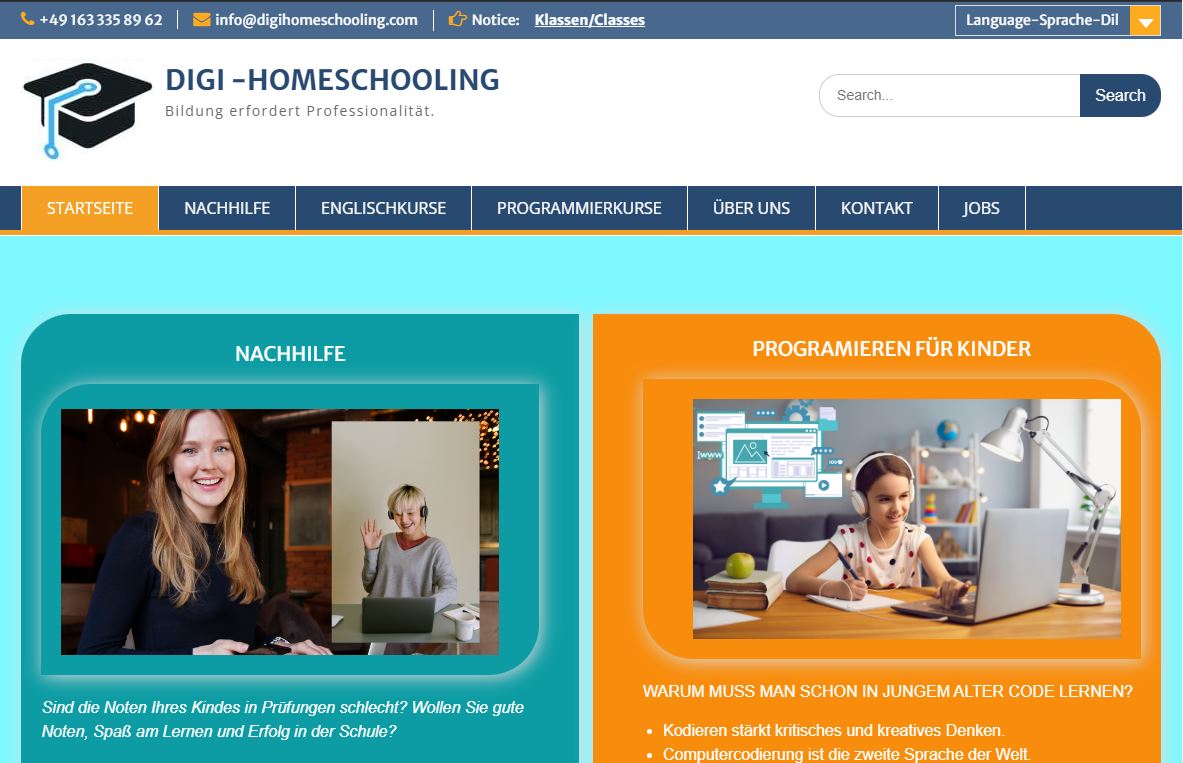 +49 163 335 89 62
info@digihomeschooling.com
Notice: Klassen/Classes
Language-Sprache-Dil
DIGI -HOMESCHOOLING
Bildung erfordert Professionalität.
Search...
Search
STARTSEITE
NACHHILFE
ENGLISCHKURSE
PROGRAMMIERKURSE
ÜBER UNS
KONTAKT
JOBS
NACHHILFE
Sind die Noten Ihres Kindes in Prüfungen schlecht? Wollen Sie gute
Noten, Spaß am Lernen und Erfolg in der Schule?
PROGRAMIEREN FÜR KINDER
www
100
WARUM MUSS MAN SCHON IN JUNGEM ALTER CODE LERNEN?
Kodieren stärkt kritisches und kreatives Denken.
Computercodierung ist die zweite Sprache der Welt.